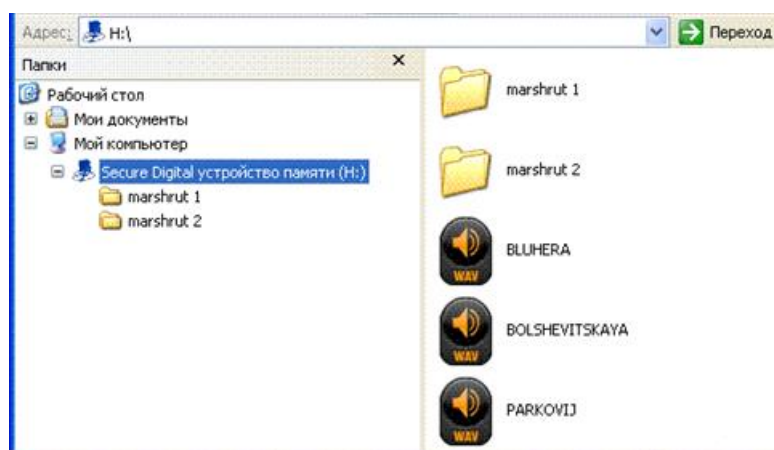 Адрес: H:\ Переход
Папки
Рабочий стол
Мои документы
Мой компьютер
Secure Digital устройство памяти (H:)
marshrut 1
marshrut 2
marshrut 1
marshrut 2
WAV BLUHERA
WAV BOLSHEVITSKAYA
WAV PARKOVIJ